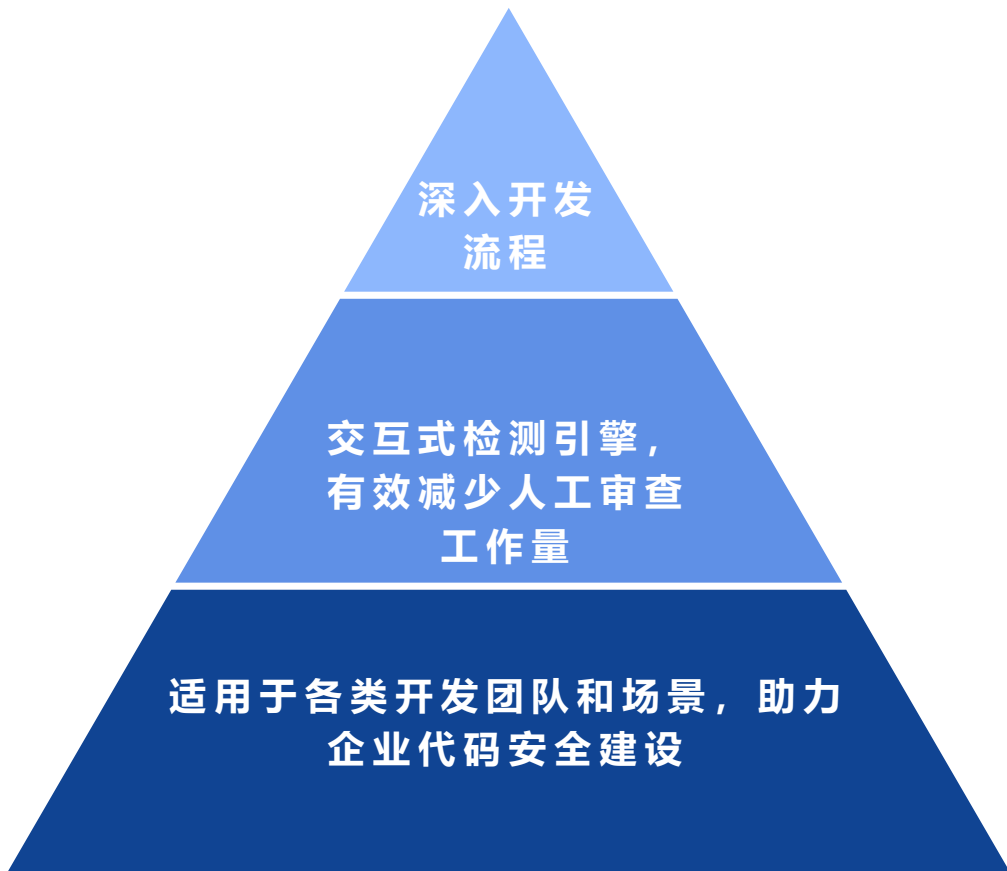 深入开发
流程
交互式检测引擎，
有效减少人工审查
工作量
适用于各类开发团队和场景，助力
企业代码安全建设